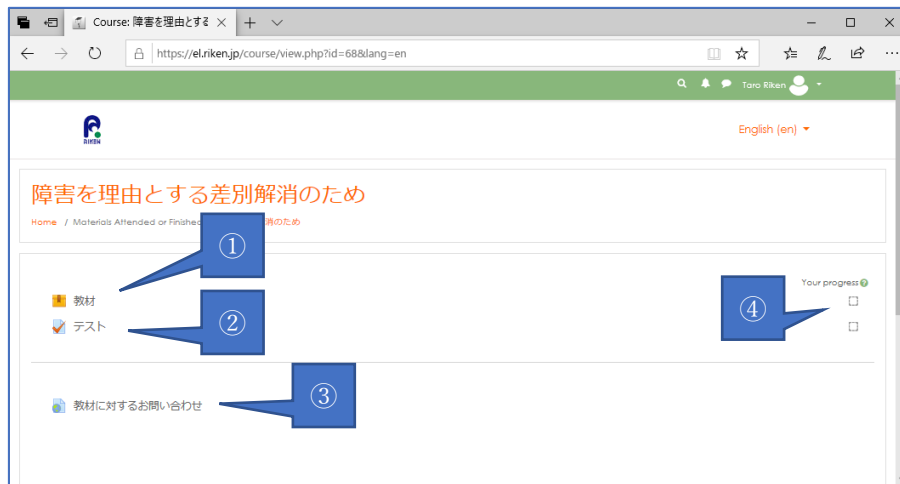 Course: 障害を理由とする
https://el.riken.jp/course/view.php?id=68&lang=en
Taro Riken
RIKEN
English (en)
障害を理由とする差別解消のため
Home / Materials Attended or Finished 消のため
①
Your progress
教材
④
テスト
②
教材に対するお問い合わせ
③